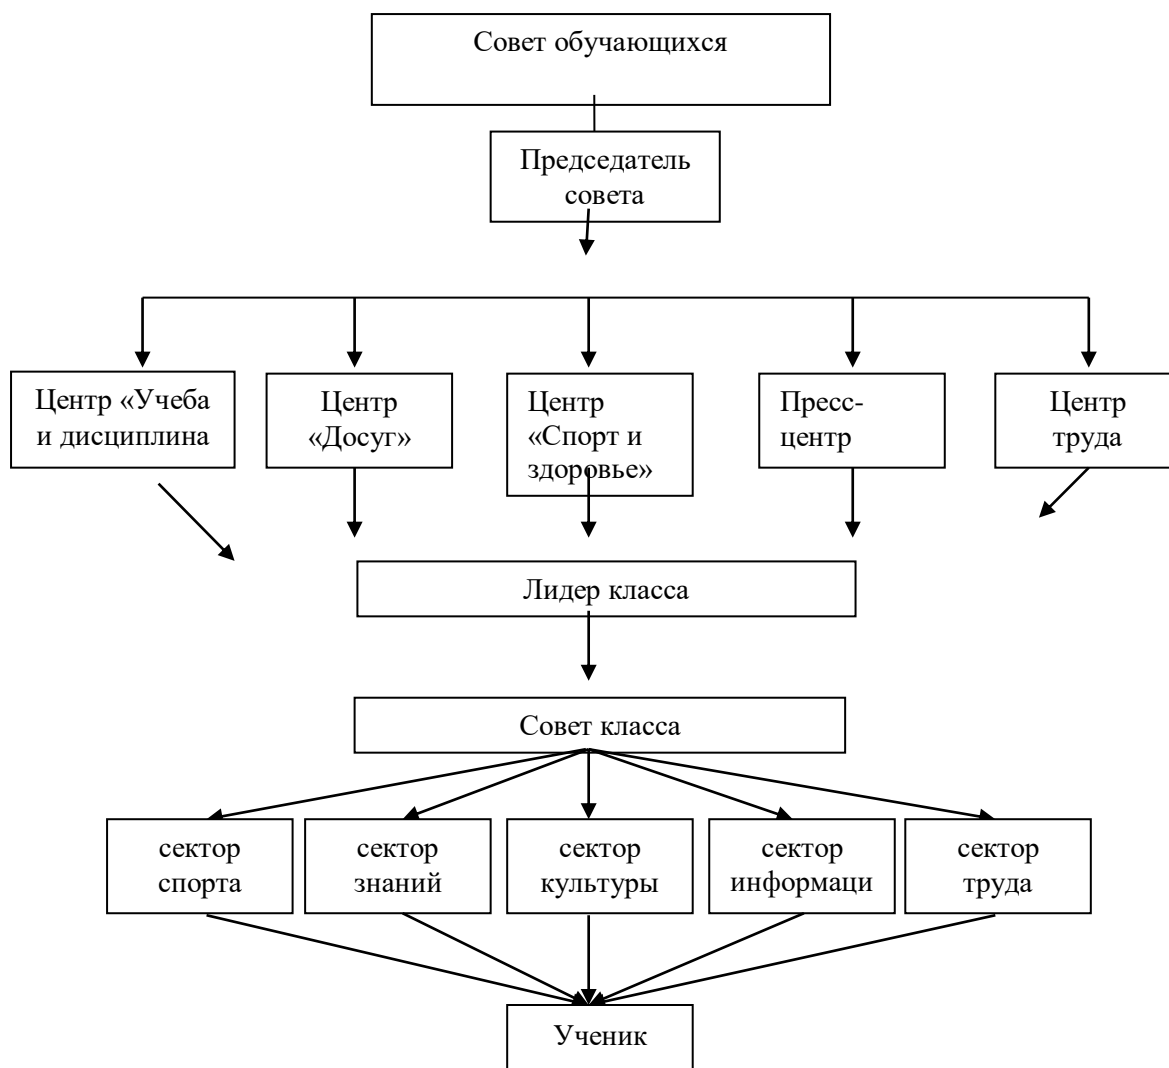 Совет обучающихся
Председатель
совета
Центр «Учеба
и дисциплина
Центр
«Досуг»
Центр
«Спорт и
здоровье»
Пресс-
центр
Центр
труда
Лидер класса
Совет класса
сектор
спорта
сектор
знаний
сектор
культуры
сектор
информаци
сектор
труда
Ученик